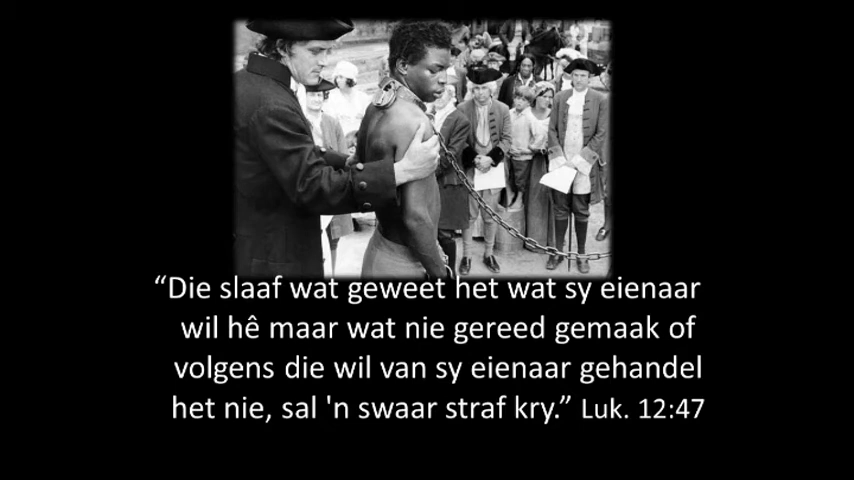 “Die slaaf wat geweet het wat sy eienaar
wil hê maar wat nie gereed gemaak of
volgens die wil van sy eienaar gehandel
het nie, sal 'n swaar straf kry.” Luk. 12:47